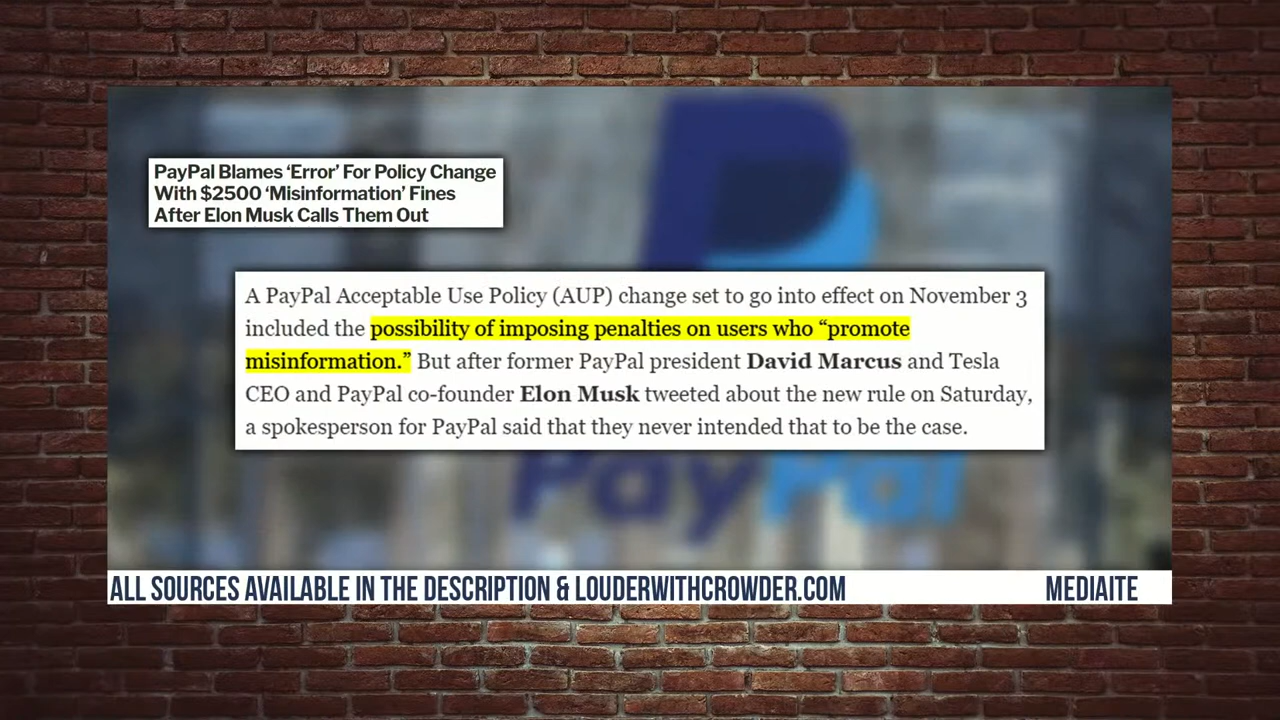 PayPal Blames ‘Error’ For Policy Change
With $2500 ‘Misinformation’ Fines
After Elon Musk Calls Them Out
A PayPal Acceptable Use Policy (AUP) change set to go into effect on November 3
included the possibility of imposing penalties on users who “promote
misinformation.” But after former PayPal president David Marcus and Tesla
CEO and PayPal co-founder Elon Musk tweeted about the new rule on Saturday,
a spokesperson for PayPal said that they never intended that to be the case.
PayPal
ALL SOURCES AVAILABLE IN THE DESCRIPTION & LOUDERWITHCROWDER.COM
MEDIAITE